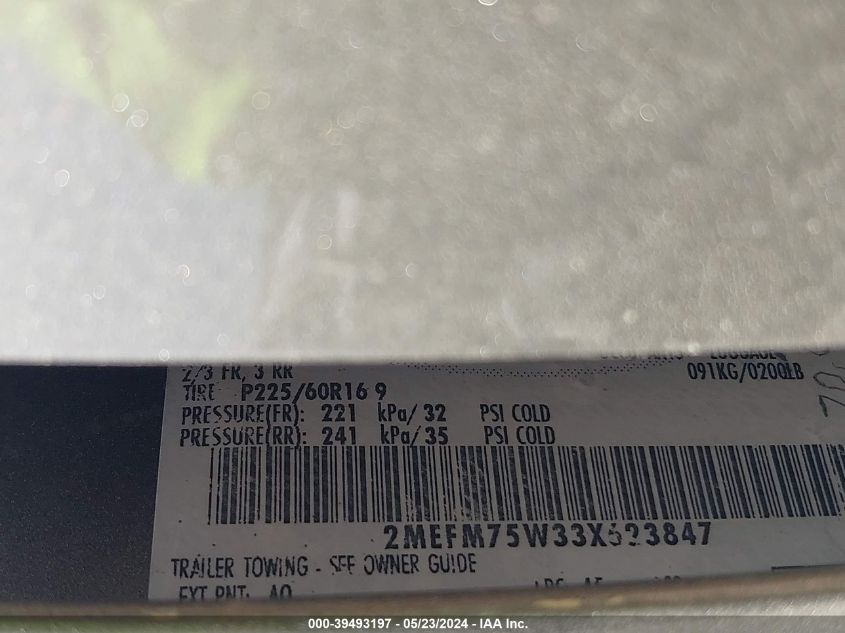 2/3 FR, 3 RR
091KG/0200LB
TIRE P225/60R16 9
PRESSURE(FR): 221 kPa/ 32 PSI COLD
PRESSURE(RR): 241 kPa/ 35 PSI COLD
2MEFM75W33X623847
TRAILER TOWING - SEE OWNER GUIDE
EXT PNT: AQ
000-39493197 - 05/23/2024 - IAA Inc.